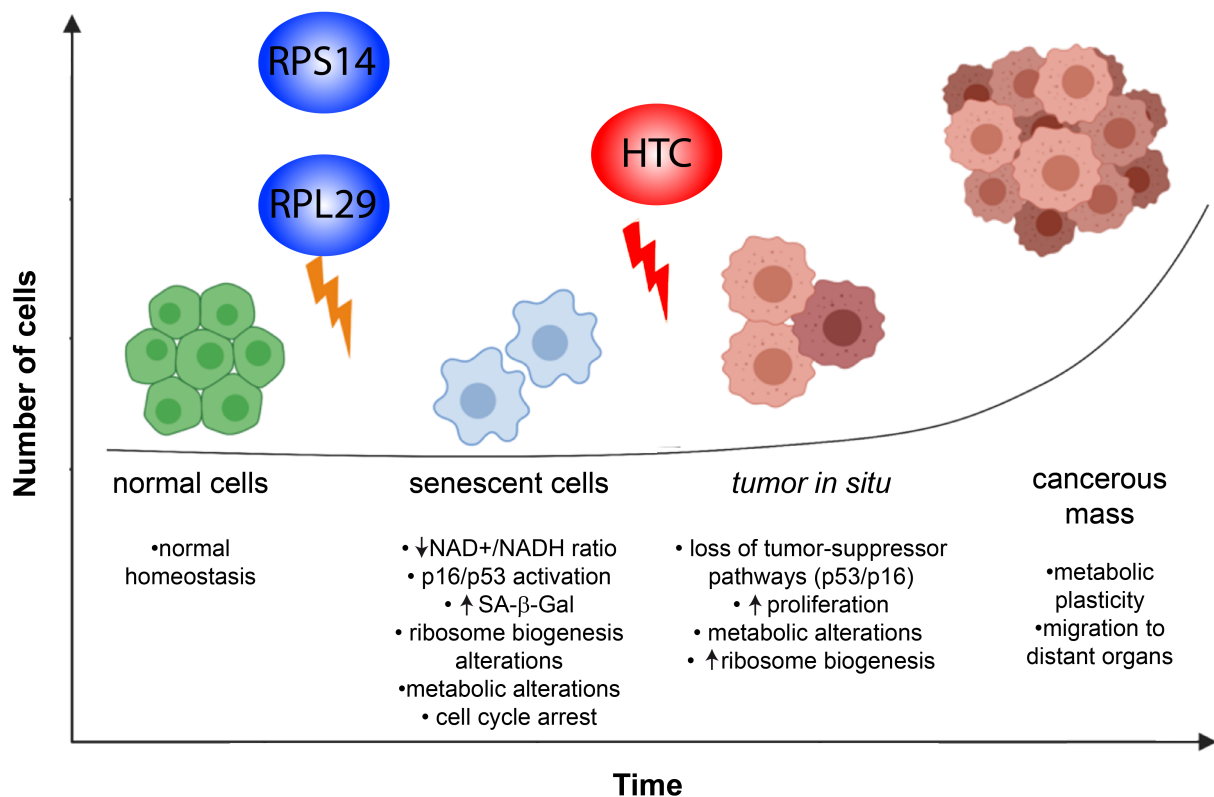 RPS14
RPL29
HTC
Number of cells
normal cells
•normal
homeostasis
senescent cells
• ↓NAD+/NADH ratio
• p16/p53 activation
• ↑SA-β-Gal
• ribosome biogenesis
alterations
•metabolic alterations
• cell cycle arrest
tumor in situ
• loss of tumor-suppressor
pathways (p53/p16)
• ↑proliferation
• metabolic alterations
• ↑ribosome biogenesis
cancerous
mass
•metabolic
plasticity
•migration to
distant organs
Time